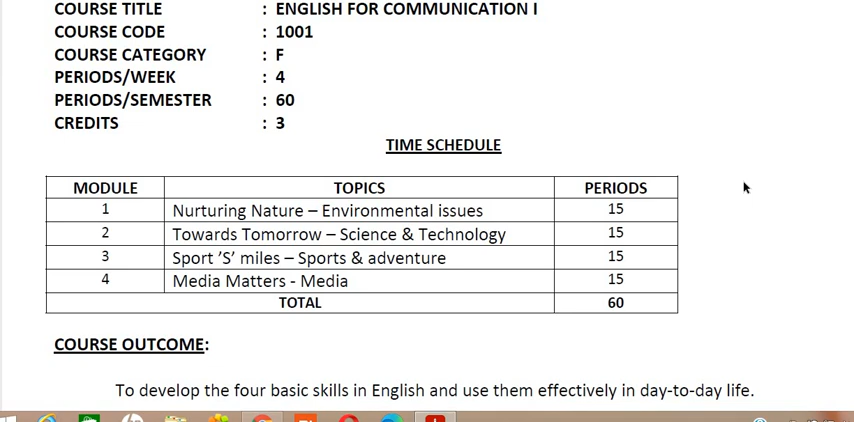 COURSE TITLE : ENGLISH FOR COMMUNICATION I
COURSE CODE : 1001
COURSE CATEGORY : F
PERIODS/WEEK : 4
PERIODS/SEMESTER : 60
CREDITS : 3
TIME SCHEDULE
MODULE TOPICS PERIODS
1 Nurturing Nature – Environmental issues 15
2 Towards Tomorrow – Science & Technology 15
3 Sport ’S’ miles – Sports & adventure 15
4 Media Matters - Media 15
TOTAL 60
COURSE OUTCOME:
To develop the four basic skills in English and use them effectively in day-to-day life.